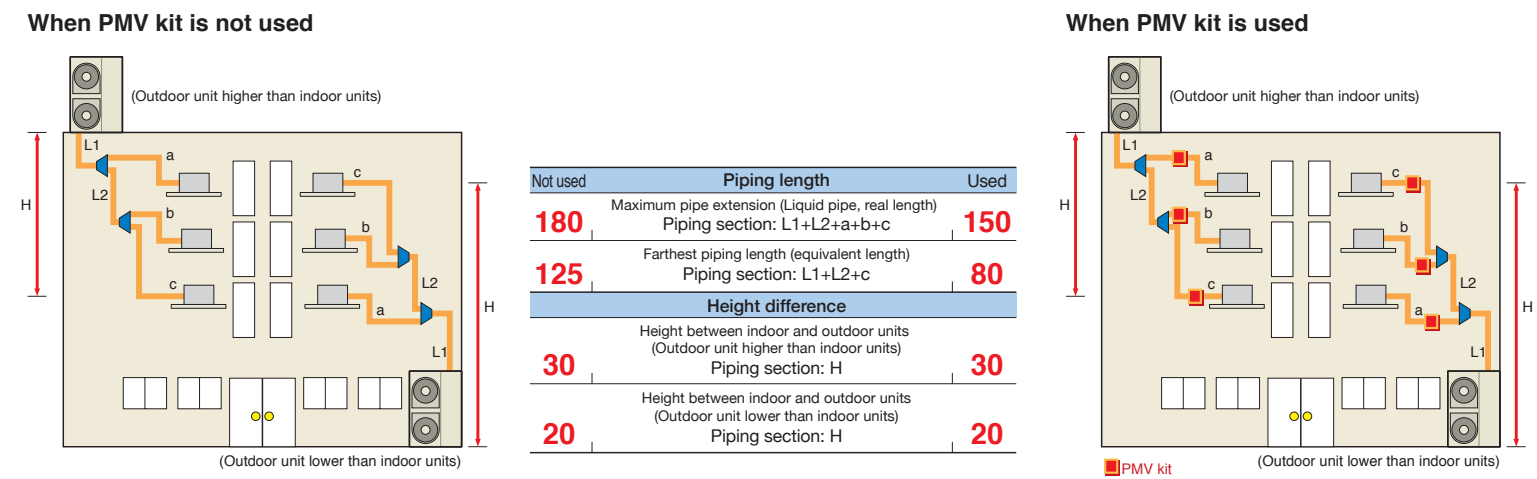 When PMV kit is not used
(Outdoor unit higher than indoor units)
L1
a
L2
b
c
H
c
b
L2
a
L1
H
(Outdoor unit lower than indoor units)
Not used Piping length Used
Maximum pipe extension (Liquid pipe, real length)
180 Piping section: L1+L2+a+b+c 150
Farthest piping length (equivalent length)
125 Piping section: L1+L2+c 80
Height difference
Height between indoor and outdoor units
(Outdoor unit higher than indoor units)
30 Piping section: H 30
Height between indoor and outdoor units
(Outdoor unit lower than indoor units)
20 Piping section: H 20
When PMV kit is used
(Outdoor unit higher than indoor units)
L1
a
L2
b
c
H
c
b
L2
a
L1
H
PMV kit
(Outdoor unit lower than indoor units)